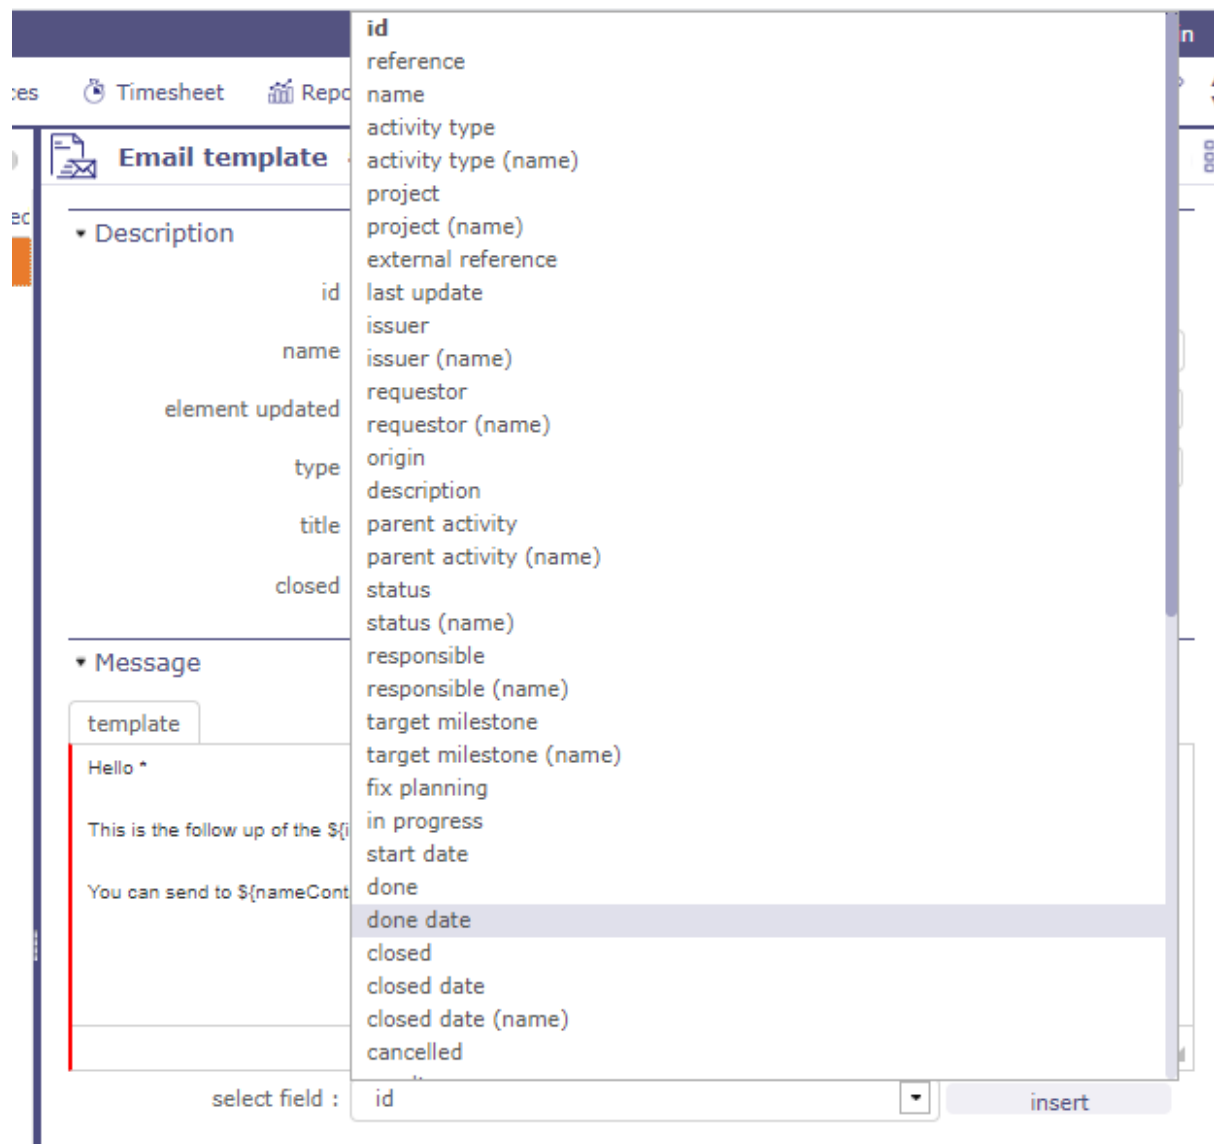 id
in
reference
Timesheet
name
activity type
Email template
activity type (name)
project
project (name)
Description
external reference
id
last update
issuer
name
issuer (name)
requestor
element updated
requestor (name)
origin
type
description
title
parent activity
parent activity (name)
closed
status
status (name)
Message
responsible
responsible (name)
template
target milestone
target milestone (name)
Hello *
fix planning
This is the follow up of the ${i
in progress
start date
You can send to ${nameCont
done
done date
closed
closed date
closed date (name)
cancelled
select field :
id
insert